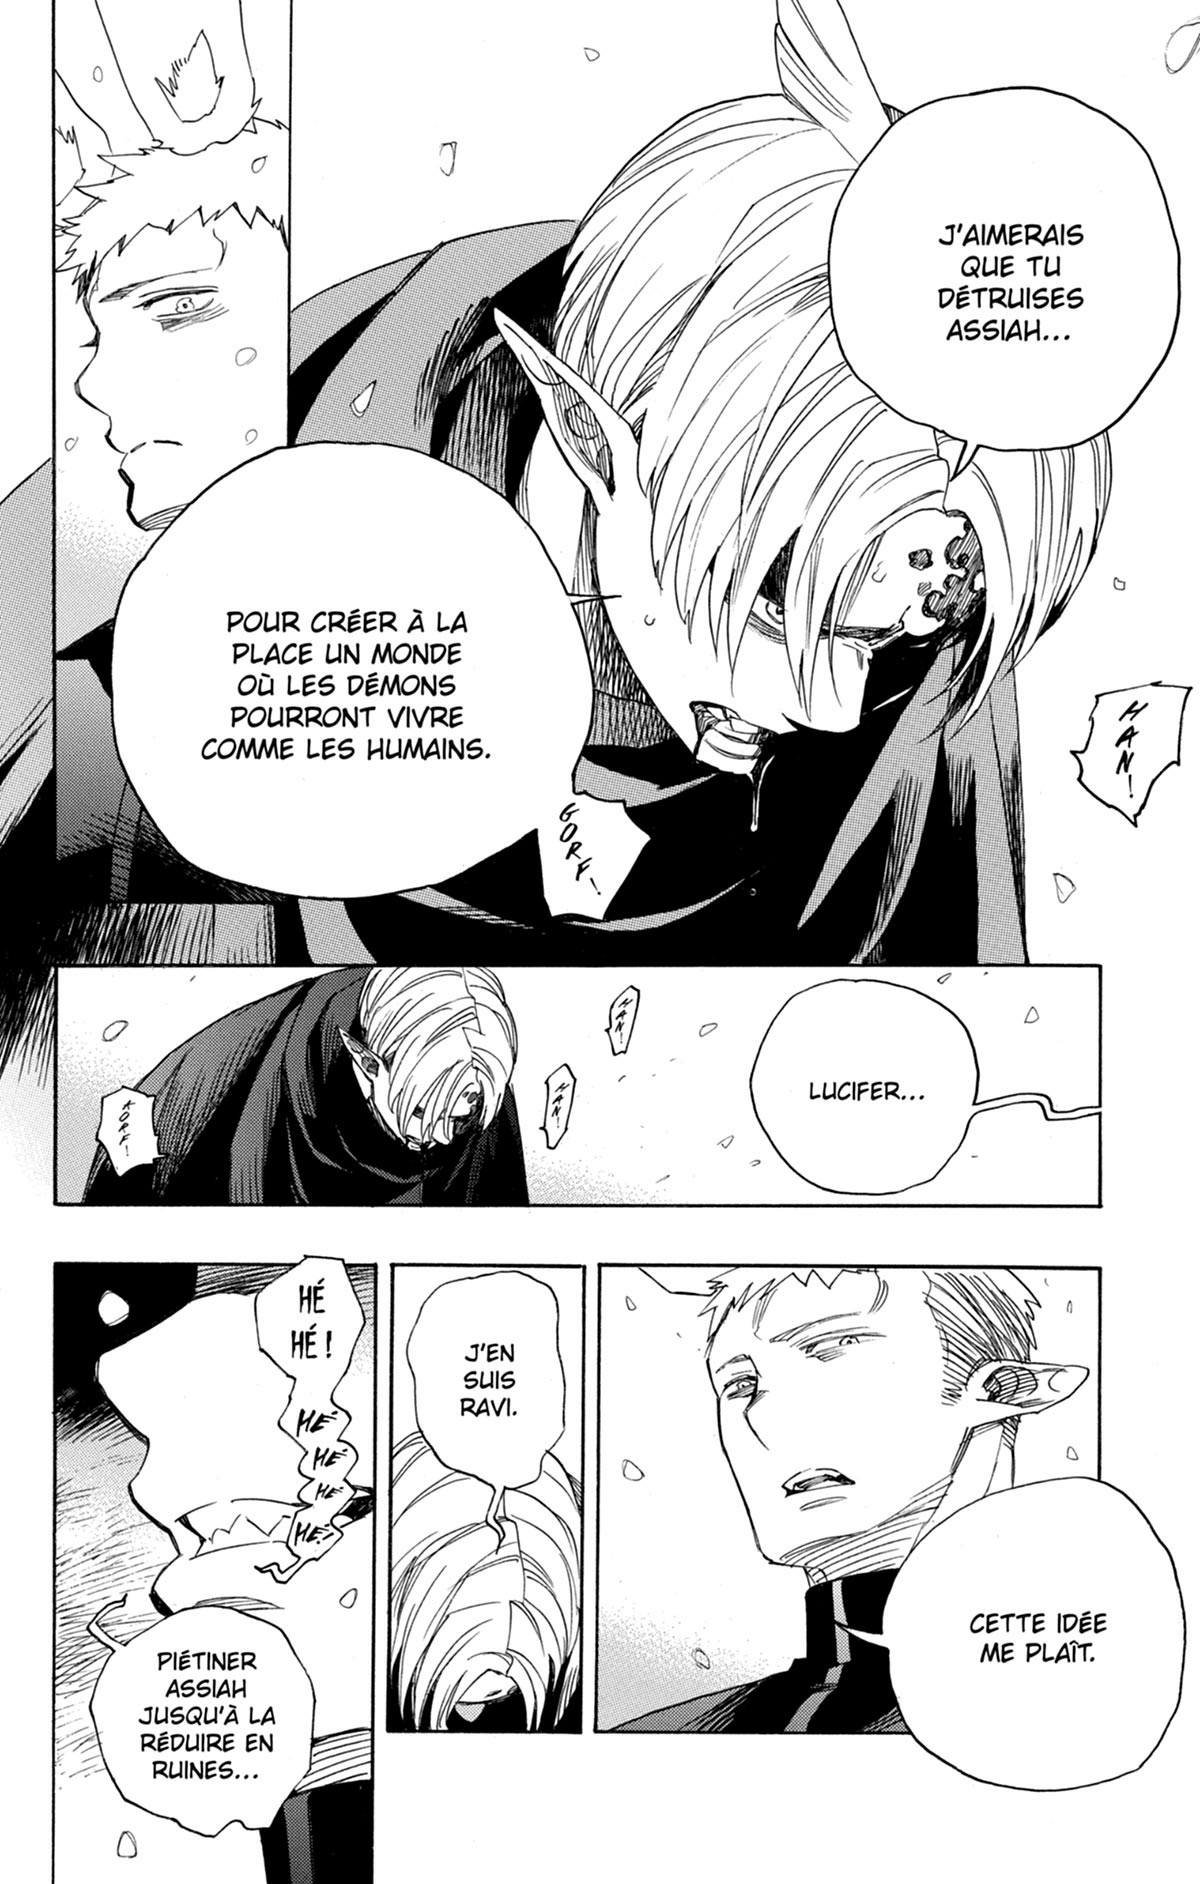 J'AIMERAIS
QUE TU
DÉTRUISES
ASSIAH...
HAN!
POUR CRÉER À LA
PLACE UN MONDE
OÙ LES DÉMONS
POURRONT VIVRE
COMME LES HUMAINS.
GORF!
LUCIFER...
HAN!
HAN!
KORF!
CETTE IDÉE
ME PLAÎT.
J'EN
SUIS
RAVI.
HÉ
HÉ!
HÉ
HÉ
HÉ
HÉ!
PIÉTINER
ASSIAH
JUSQU'À LA
RÉDUIRE EN
RUINES...